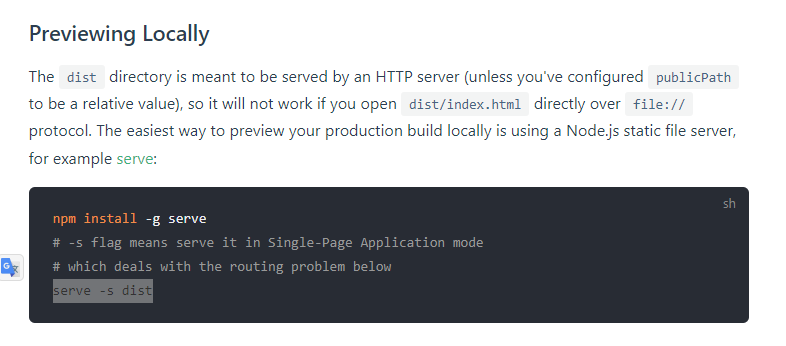 Previewing Locally
The dist directory is meant to be served by an HTTP server (unless you've configured publicPath
to be a relative value), so it will not work if you open dist/index.html directly over file://
protocol. The easiest way to preview your production build locally is using a Node.js static file server,
for example serve:
sh
npm install -g serve
# -s flag means serve it in Single-Page Application mode
# which deals with the routing problem below
serve -s dist